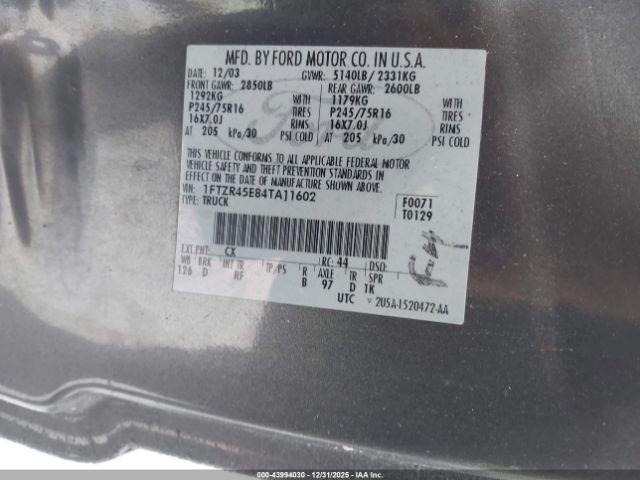 MFD. BY FORD MOTOR CO. IN U.S.A.
DATE: 12/03 GVWR: 5140LB/ 2331KG
FRONT GAWR: 2850LB REAR GAWR: 2600LB
1292KG WITH 1179KG WITH
P245/75R16 TIRES P245/75R16 TIRES
16X7.0J RIMS 16X7.0J RIMS
AT 205 kPa/30 PSI COLD AT 205 kPa/30 PSI COLD
THIS VEHICLE CONFORMS TO ALL APPLICABLE FEDERAL MOTOR
VEHICLE SAFETY AND THEFT PREVENTION STANDARDS IN
EFFECT ON THE DATE OF MANUFACTURE SHOWN ABOVE.
VIN: 1FTZR45E84TA11602 F0071
TYPE: TRUCK T0129
EXT PNT: CX RC: 44 DSO:
WB BRK INT TR TP/PS R AXLE TR SPR
126 D RF B 97 D 1K
UTC 2U5A-1520472-AA
Ford
000-43994030 - 12/31/2025 - IAAI.COM